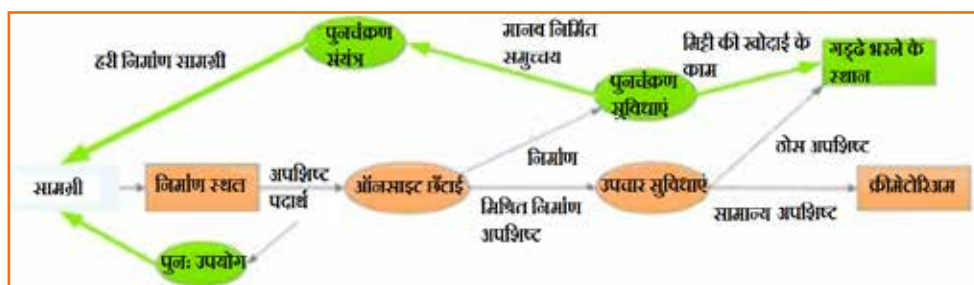 पुनर्चक्रण
संयंत्र
मानव निर्मित
समुच्चय
मिट्टी की खोदाई के
काम
गड्ढे भरने के
स्थान
हरी निर्माण सामग्री
पुनर्चक्रण
सुविधाएं
निर्माण
ठोस अपशिष्ट
सामग्री
निर्माण स्थल
अपशिष्ट
पदार्थ
ऑनसाइट छँटाई
मिश्रित निर्माण
अपशिष्ट
उपचार सुविधाएं
सामान्य अपशिष्ट
क्रीमेटोरिअम
पुनः उपयोग